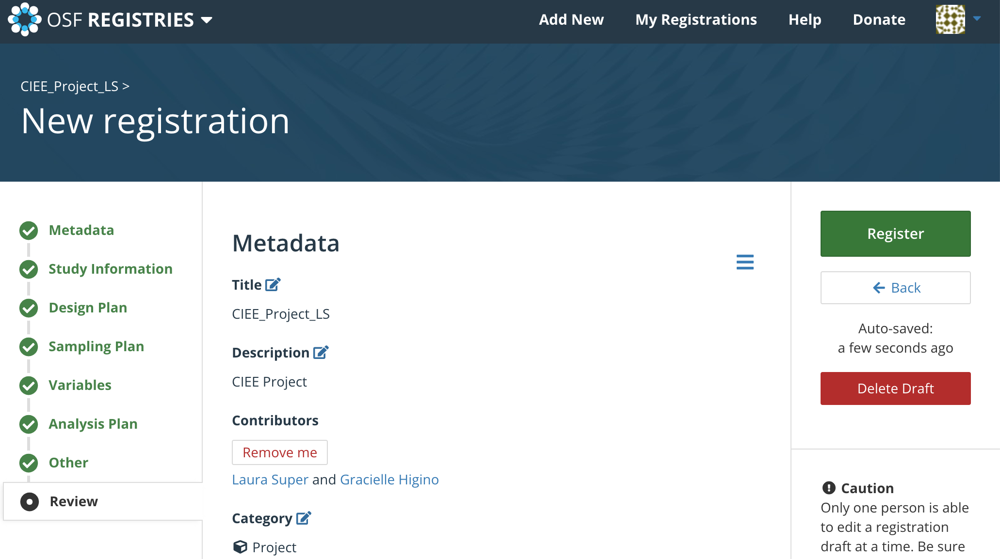 OSF REGISTRIES
Add New
My Registrations
Help
Donate
CIEE_Project_LS >
New registration
Metadata
Study Information
Design Plan
Sampling Plan
Variables
Analysis Plan
Other
Review
Metadata
Title
CIEE_Project_LS
Description
CIEE Project
Contributors
Remove me
Laura Super and Gracielle Higino
Category
Project
Register
Back
Auto-saved:
a few seconds ago
Delete Draft
Caution
Only one person is able
to edit a registration
draft at a time. Be sure